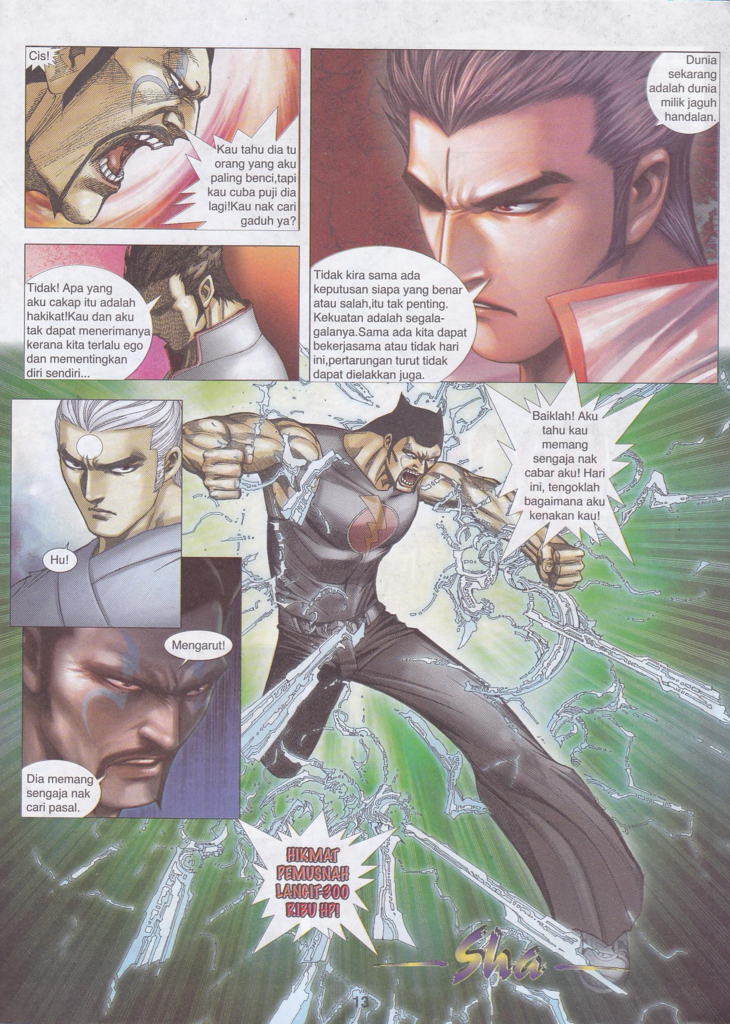 Cis!
Kau tahu dia tu
orang yang aku
paling benci,tapi
kau cuba puji dia
lagi!Kau nak cari
gaduh ya?
Dunia
sekarang
adalah dunia
milik jaguh
handalan.
Tidak! Apa yang
aku cakap itu adalah
hakikat!Kau dan aku
tak dapat menerimanya
kerana kita terlalu ego
dan mementingkan
diri sendiri...
Tidak kira sama ada
keputusan siapa yang benar
atau salah,itu tak penting.
Kekuatan adalah segala-
galanya.Sama ada kita dapat
bekerjasama atau tidak hari
ini,pertarungan turut tidak
dapat dielakkan juga.
Baiklah! Aku
tahu kau
memang
sengaja nak
cabar aku! Hari
ini, tengoklah
bagaimana aku
kenakan kau!
Hu!
Mengarut!
Dia memang
sengaja nak
cari pasal.
HIKMAT
PEMUSNAH
LANGIT-300
RIBU HP!
Sha
13